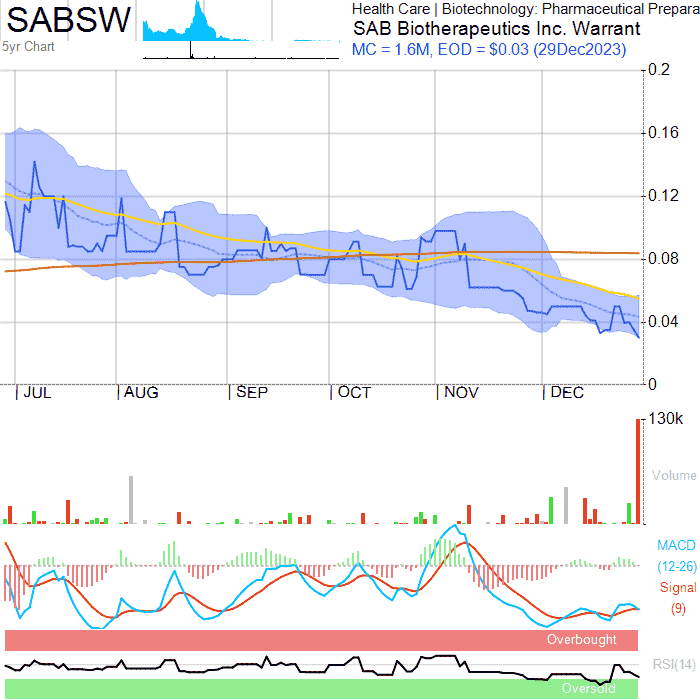 SABSW
Health Care | Biotechnology: Pharmaceutical Prepara
SAB Biotherapeutics Inc. Warrant
5yr Chart
MC = 1.6M, EOD = $0.03 (29Dec2023)
0.2
0.16
0.12
0.08
0.04
0
JUL AUG SEP OCT NOV DEC
130k
Volume
MACD
(12-26)
Signal
(9)
Overbought
RSI(14)
Oversold